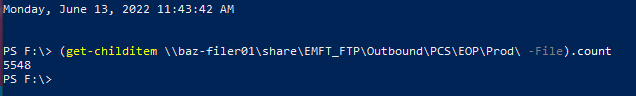 Monday, June 13, 2022 11:43:42 AM
PS F:\> (get-childitem \\baz-filer01\share\EMFT_FTP\Outbound\PCS\EOP\Prod\ -File).count
5548
PS F:\>